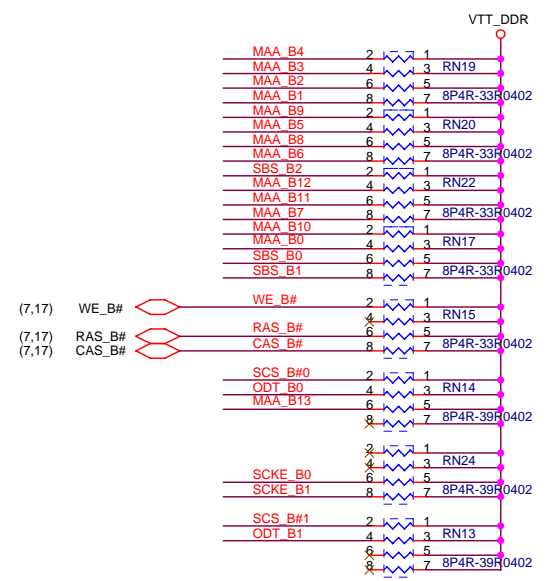 VTT_DDR
MAA_B4 2 1
MAA_B3 4 3 RN19
MAA_B2 6 5
MAA_B1 8 7 8P4R-33R0402
MAA_B9 2 1
MAA_B5 4 3 RN20
MAA_B8 6 5
MAA_B6 8 7 8P4R-33R0402
SBS_B2 2 1
MAA_B12 4 3 RN22
MAA_B11 6 5
MAA_B7 8 7 8P4R-33R0402
MAA_B10 2 1
MAA_B0 4 3 RN17
SBS_B0 6 5
SBS_B1 8 7 8P4R-33R0402
(7,17) WE_B# WE_B# 2 1
4 3 RN15
(7,17) RAS_B# RAS_B# 6 5
(7,17) CAS_B# CAS_B# 8 7 8P4R-33R0402
SCS_B#0 2 1
ODT_B0 4 3 RN14
MAA_B13 6 5
8 7 8P4R-39R0402
2 1
4 3 RN24
SCKE_B0 6 5
SCKE_B1 8 7 8P4R-39R0402
SCS_B#1 2 1
ODT_B1 4 3 RN13
6 5
8 7 8P4R-39R0402